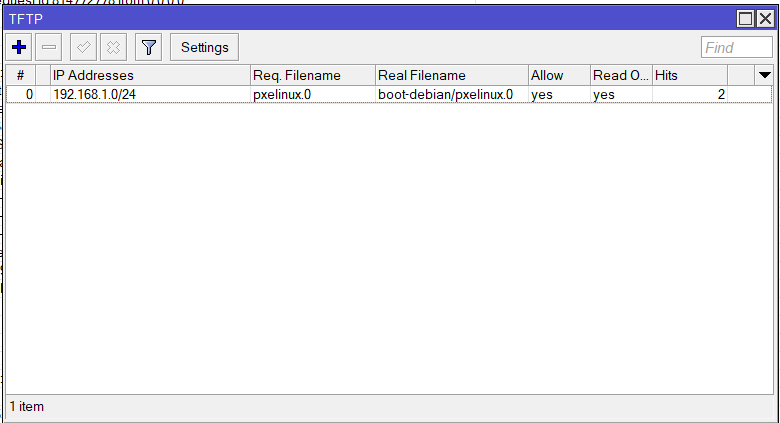 TFTP
Settings
Find
# IP Addresses Req. Filename Real Filename Allow Read O... Hits
0 192.168.1.0/24 pxelinux.0 boot-debian/pxelinux.0 yes yes 2
1 item